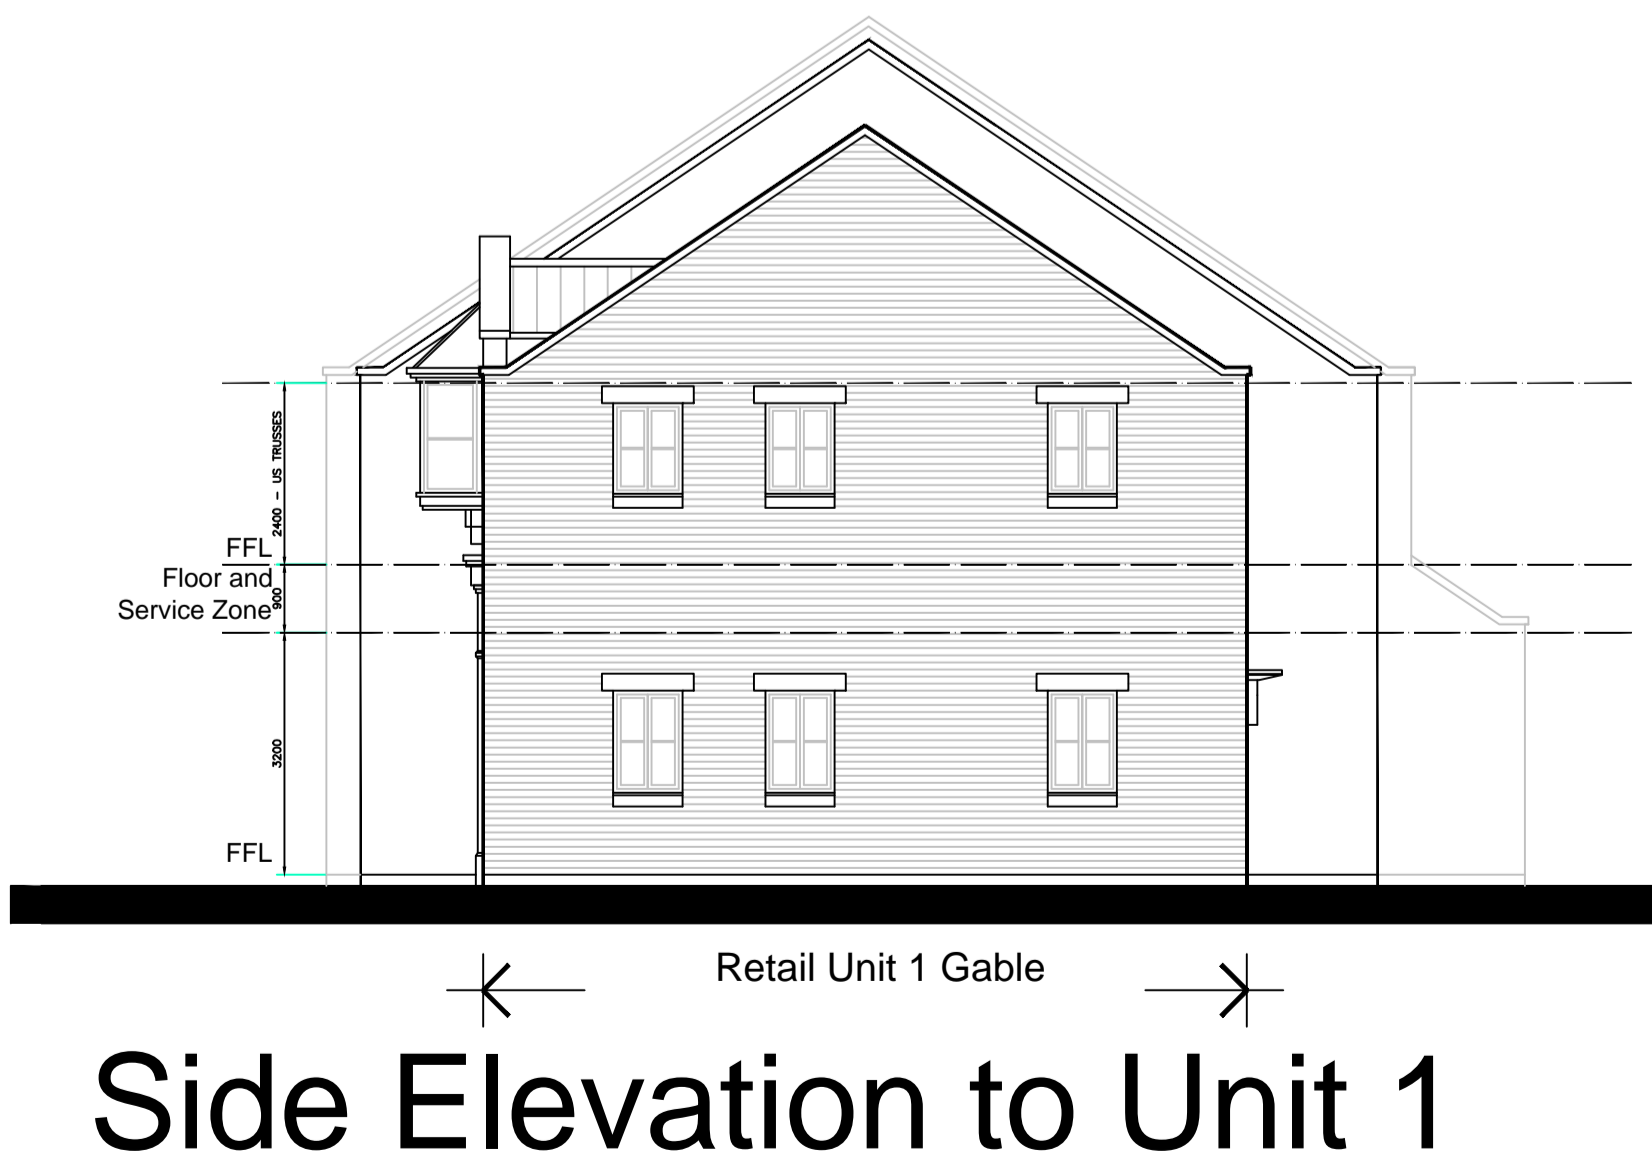 2400 - US TRUSSES
FFL
Floor and
Service Zone
900
3200
FFL
Retail Unit 1 Gable
Side Elevation to Unit 1